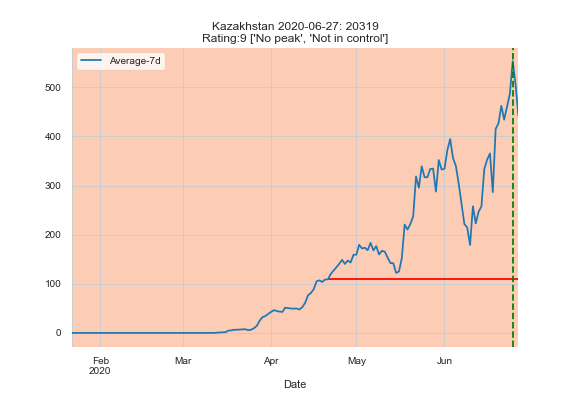 Kazakhstan 2020-06-27: 20319
Rating:9 ['No peak', 'Not in control']
Average-7d
500
400
300
200
100
0
Feb
2020
Mar
Apr
May
Jun
Date